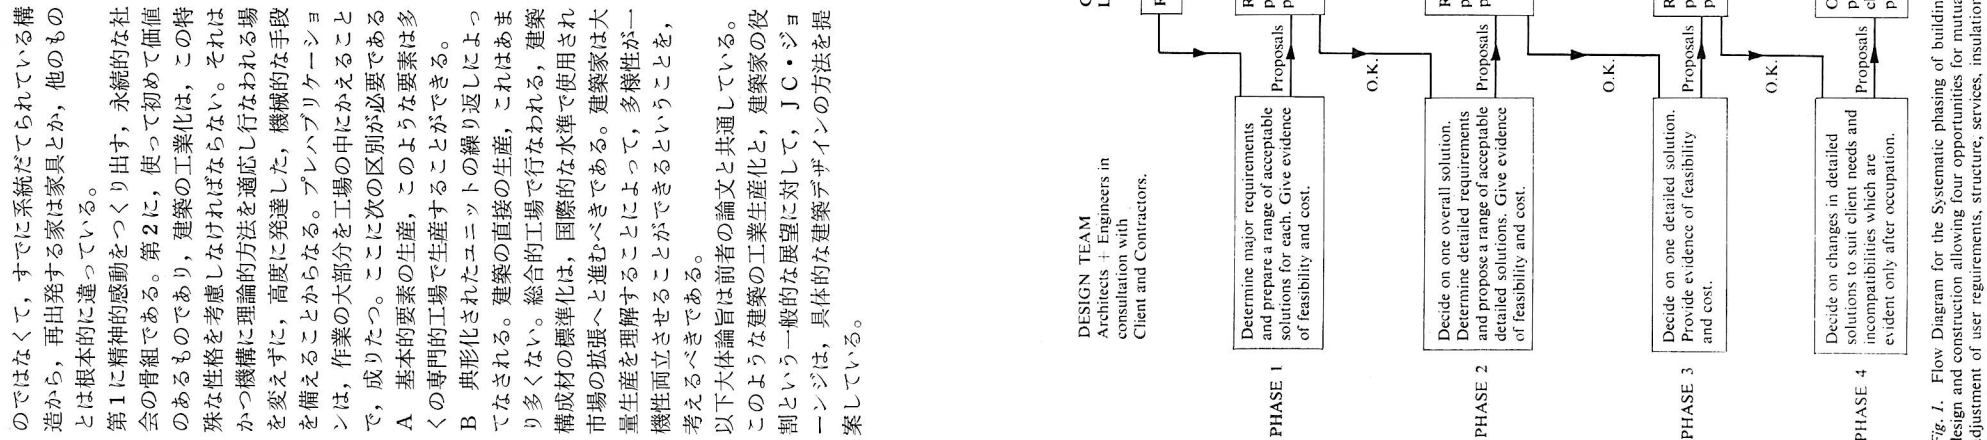 のではなくて，すでに系統だてられている構
造から，再出発する家は家具とか，他のもの
とは根本的に違っている。
第1に精神的感動をつくり出す，永続的な社
会の骨組である。第2に，使って初めて価値
のあるものであり，建築の工業化は，この特
殊な性格を考慮しなければならない。それは
かつ機構に理論的方法を適応し行なわれる場
を変えずに，高度に発達した，機械的な手段
を備えることからなる。プレハブリケーショ
ンは，作業の大部分を工場の中にかえること
で，成りたつ。ここに次の区別が必要である
A　基本的要素の生産，このような要素は多
くの専門的工場で生産することができる。
B　典形化されたユニットの繰り返しによっ
てなされる。建築の直接の生産，これはあま
り多くない。総合的工場で行なわれる，建築
構成材の標準化は，国際的な水準で使用され
市場の拡張へと進むべきである。建築家は大
量生産を理解することによって，多様性が一
機性両立させることができるということを，
考えるべきである。
以下大体論旨は前者の論文と共通している。
このような建築の工業生産化と，建築家の役
割という一般的な展望に対して，JC・ジョ
ーンジは，具体的な建築デザインの方法を提
案している。
DESIGN TEAM
Architects + Engineers in
consultation with
Client and Contractors.
PHASE 1
Determine major requirements
and prepare a range of acceptable
solutions for each. Give evidence
of feasibility and cost.
Proposals
O.K.
PHASE 2
Decide on one overall solution.
Determine detailed requirements
and propose a range of acceptable
detailed solutions. Give evidence
of feasibility and cost.
Proposals
O.K.
PHASE 3
Decide on one detailed solution.
Provide evidence of feasibility
and cost.
Proposals
O.K.
PHASE 4
Decide on changes in detailed
solutions to suit client needs and
incompatibilities which are
evident only after occupation.
Proposals
Fig. 1. Flow Diagram for the Systematic phasing of building
design and construction allowing four opportunities for mutual
adjustment of user requirements, structure, services, insulation